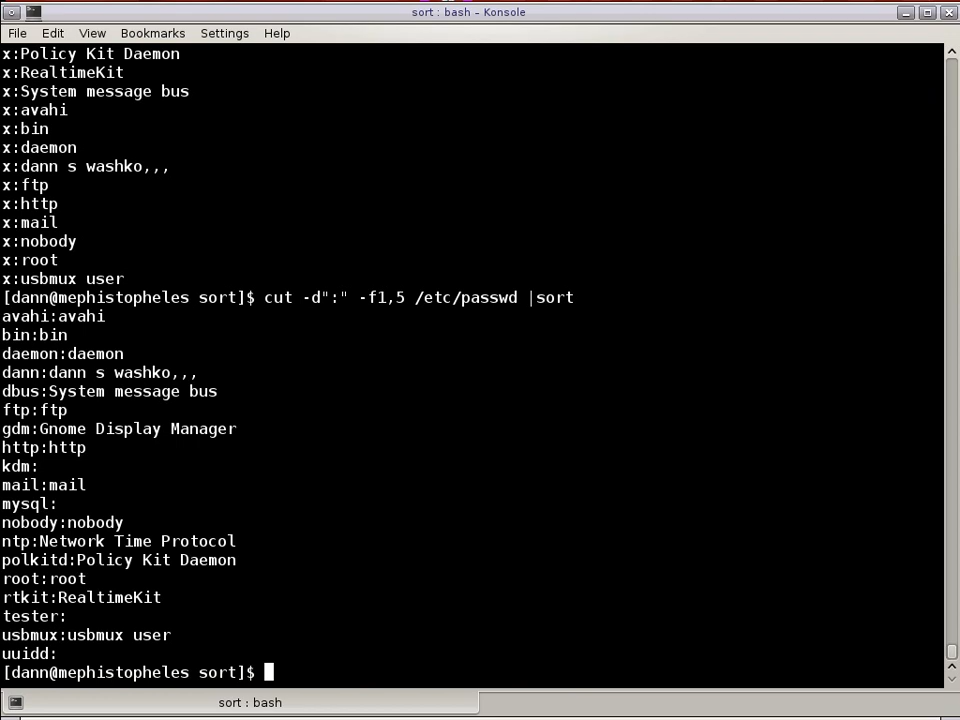 sort : bash – Konsole
File Edit View Bookmarks Settings Help
x:Policy Kit Daemon
x:RealtimeKit
x:System message bus
x:avahi
x:bin
x:daemon
x:dann s washko,,,
x:ftp
x:http
x:mail
x:nobody
x:root
x:usbmux user
[dann@mephistopheles sort]$ cut -d":" -f1,5 /etc/passwd |sort
avahi:avahi
bin:bin
daemon:daemon
dann:dann s washko,,,
dbus:System message bus
ftp:ftp
gdm:Gnome Display Manager
http:http
kdm:
mail:mail
mysql:
nobody:nobody
ntp:Network Time Protocol
polkitd:Policy Kit Daemon
root:root
rtkit:RealtimeKit
tester:
usbmux:usbmux user
uuidd:
[dann@mephistopheles sort]$
sort : bash